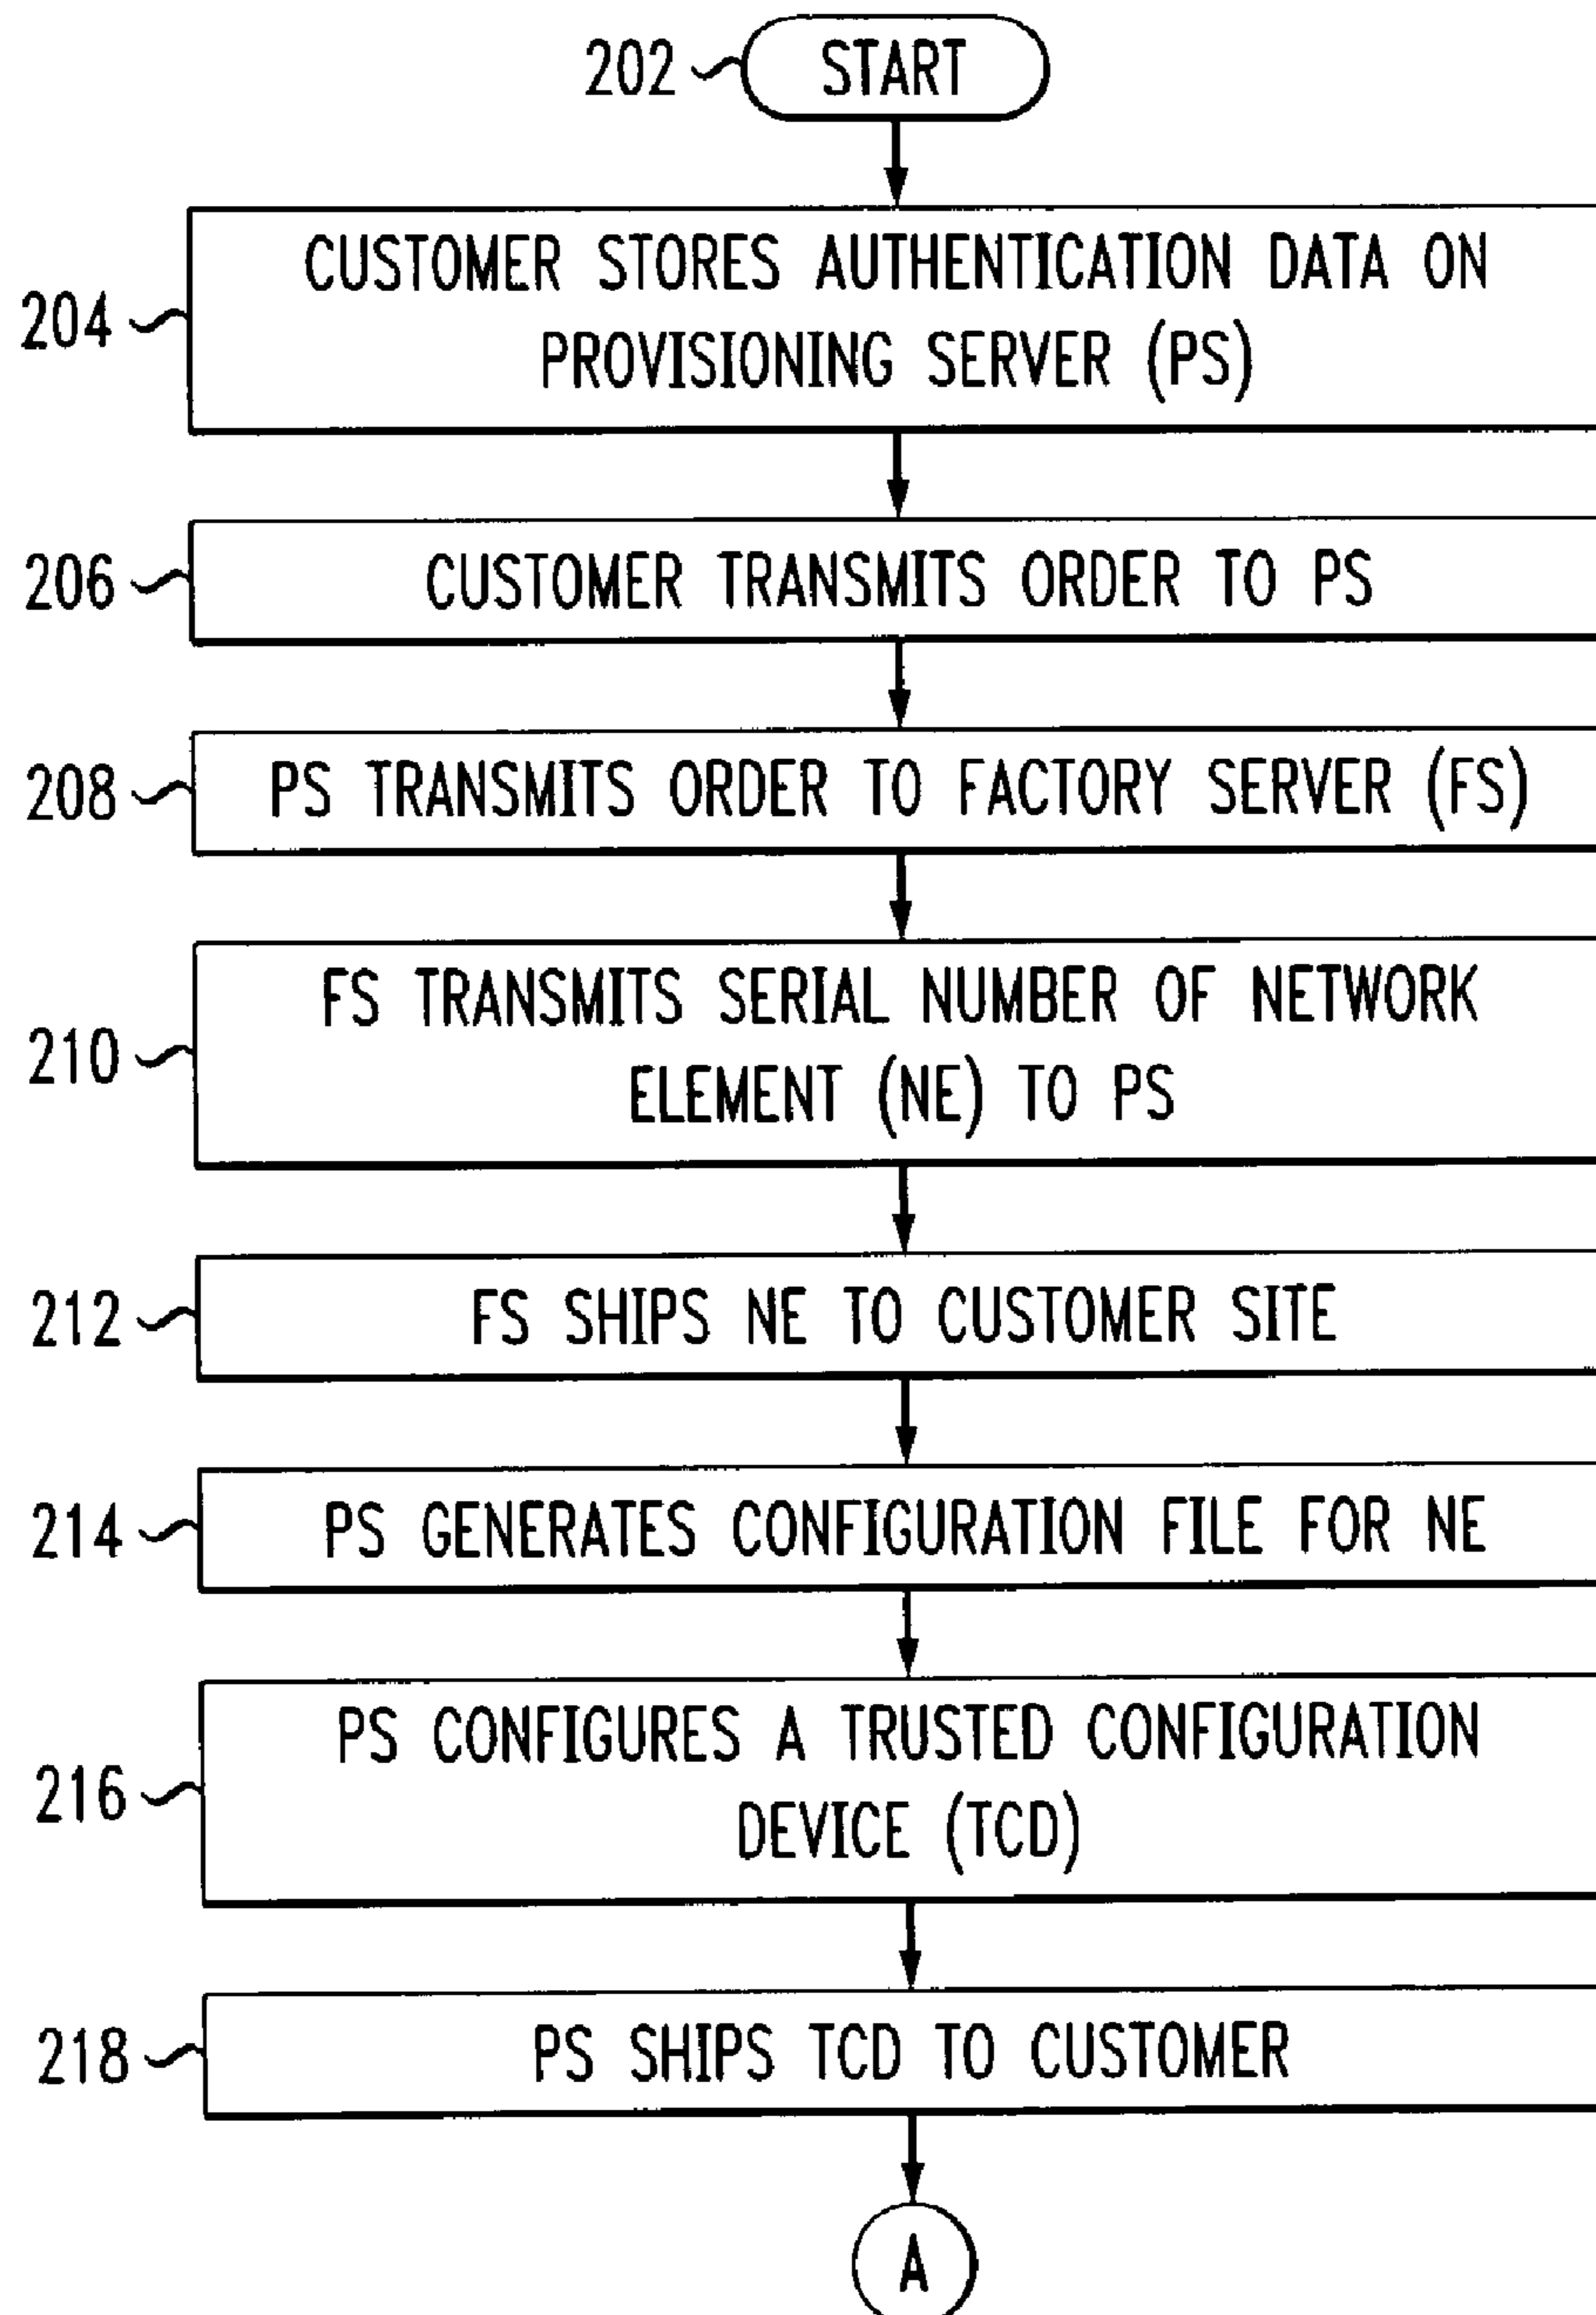 202
START
204
CUSTOMER STORES AUTHENTICATION DATA ON
PROVISIONING SERVER (PS)
206
CUSTOMER TRANSMITS ORDER TO PS
208
PS TRANSMITS ORDER TO FACTORY SERVER (FS)
210
FS TRANSMITS SERIAL NUMBER OF NETWORK
ELEMENT (NE) TO PS
212
FS SHIPS NE TO CUSTOMER SITE
214
PS GENERATES CONFIGURATION FILE FOR NE
216
PS CONFIGURES A TRUSTED CONFIGURATION
DEVICE (TCD)
218
PS SHIPS TCD TO CUSTOMER
A